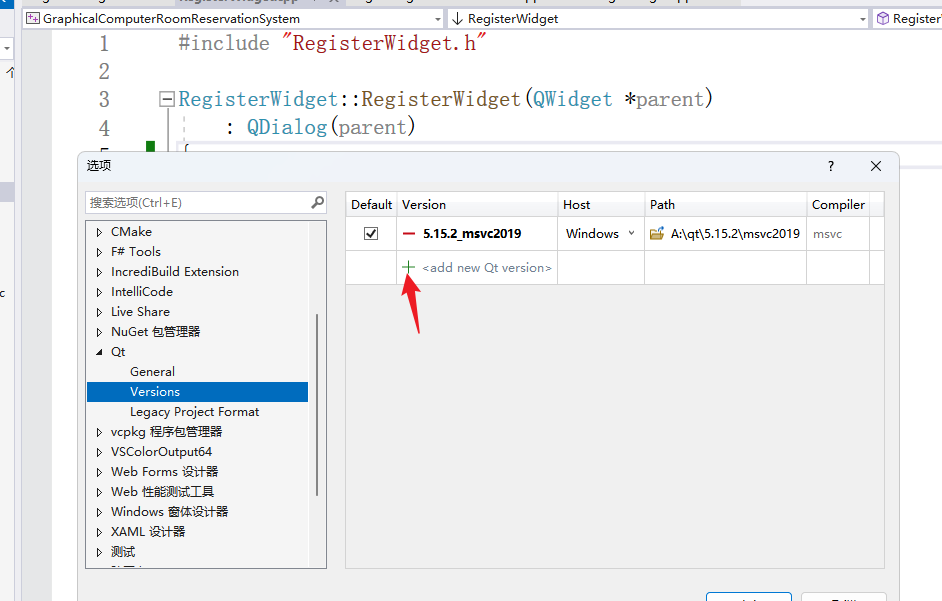 GraphicalComputerRoomReservationSystem
RegisterWidget
1 #include "RegisterWidget.h"
2
3 RegisterWidget::RegisterWidget(QWidget *parent)
4 : QDialog(parent)
{
选项
搜索选项(Ctrl+E)
CMake
F# Tools
IncrediBuild Extension
IntelliCode
Live Share
NuGet 包管理器
Qt
General
Versions
Legacy Project Format
vcpkg 程序包管理器
VSColorOutput64
Web Forms 设计器
Web 性能测试工具
Windows 窗体设计器
XAML 设计器
测试
Default Version Host Path Compiler
5.15.2_msvc2019 Windows A:\qt\5.15.2\msvc2019 msvc
<add new Qt version>